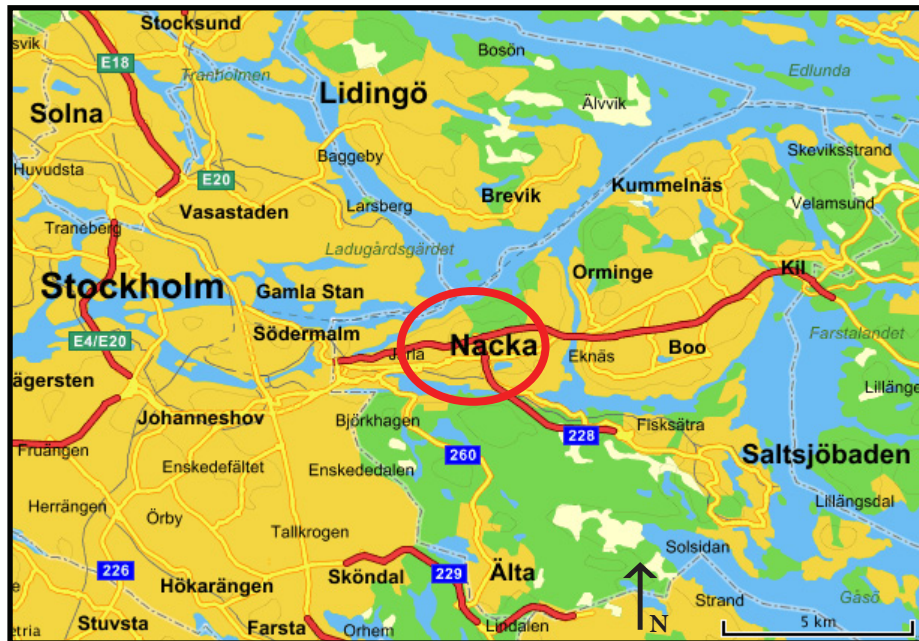 Stocksund
svik
E18
Tranholmen
Bosön
Edlunda
Solna
Lidingö
Älvvik
Huvudsta
E20
Baggeby
Skeviksstrand
Vasastaden
Larsberg
Brevik
Kummelnäs
Velamsund
Traneberg
Ladugårdsgärdet
Stockholm
Gamla Stan
Orminge
Kil
Södermalm
Farstalandet
E4/E20
Järla
Nacka
Eknäs
Boo
ägersten
Lillänge
Johanneshov
Björkhagen
Fisksätra
228
Fruängen
Enskedefältet
Enskededalen
260
Saltsjöbaden
Herrängen
Örby
Lillängsdal
Tallkrogen
Solsidan
226
Hökarängen
Sköndal
229
Älta
Gåsö
Strand
N
5 km
Stuvsta
Farsta
Orhem
Lindalen
etria